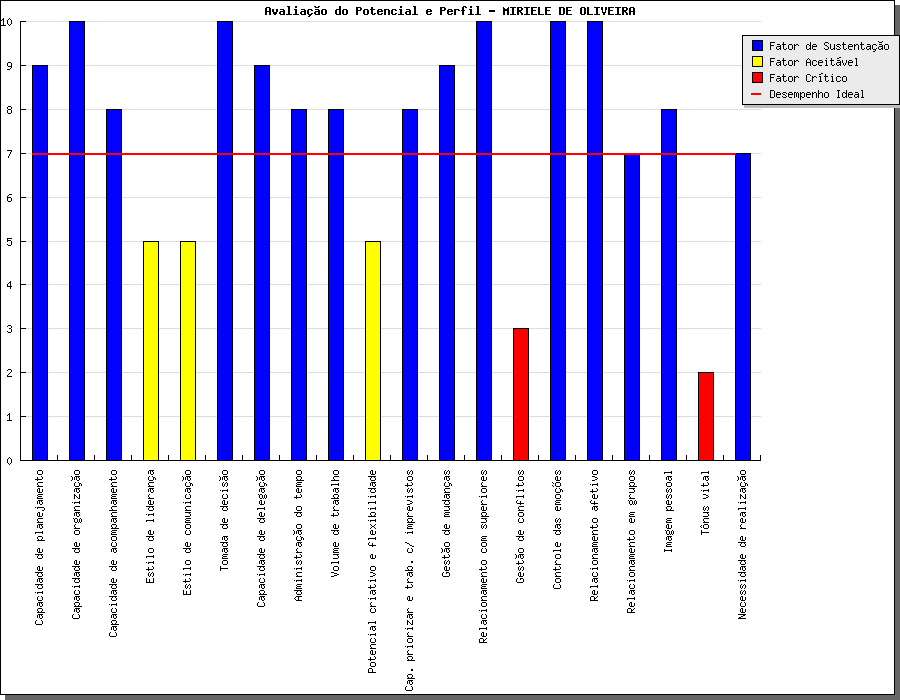 Avaliação do Potencial e Perfil - MIRIELE DE OLIVEIRA
Fator de Sustentação
Fator Aceitável
Fator Crítico
Desempenho Ideal
10
9
8
7
6
5
4
3
2
1
0
Capacidade de planejamento
Capacidade de organização
Capacidade de acompanhamento
Estilo de liderança
Estilo de comunicação
Tomada de decisão
Capacidade de delegação
Administração do tempo
Volume de trabalho
Potencial criativo e flexibilidade
Cap. priorizar e trab. c/ imprevistos
Gestão de mudanças
Relacionamento com superiores
Gestão de conflitos
Controle das emoções
Relacionamento afetivo
Relacionamento em grupos
Imagem pessoal
Tônus vital
Necessidade de realização